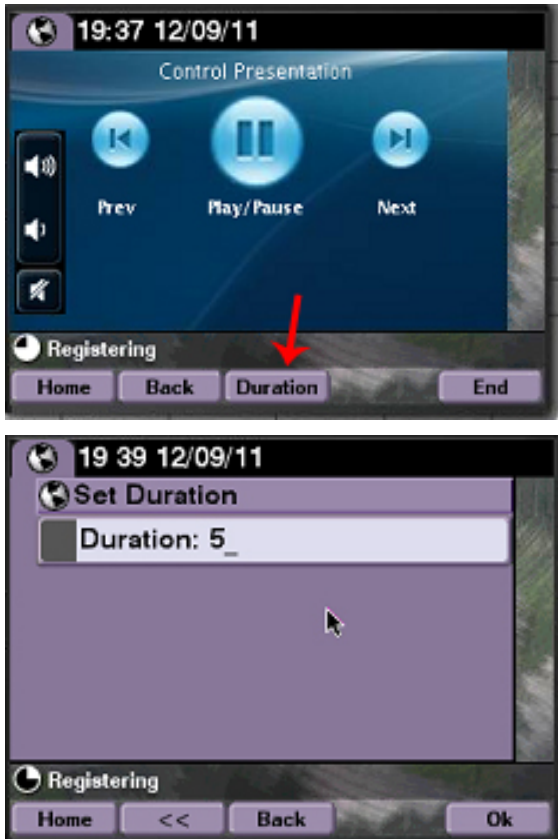 19:37 12/09/11
Control Presentation
Prev Play/Pause Next
Registering
Home Back Duration End
19 39 12/09/11
Set Duration
Duration: 5_
Registering
Home << Back Ok